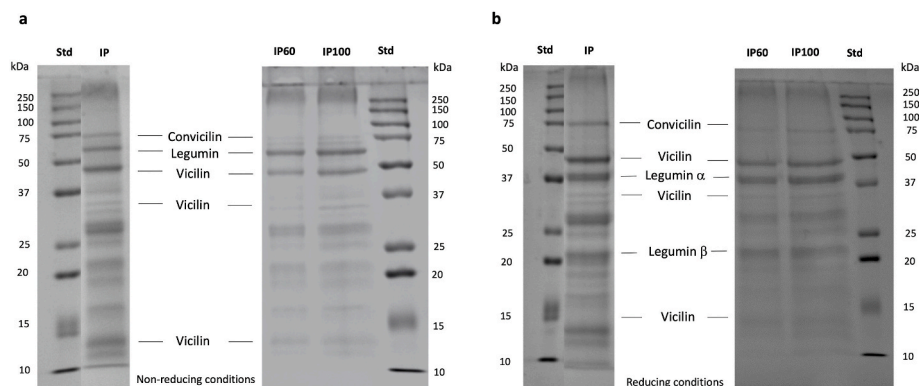 a
b
Std IP
IP60 IP100 Std
Std IP
IP60 IP100 Std
kDa
kDa
kDa
kDa
250
150
100
75
50
37
25
20
15
10
Convicilin
Legumin
Vicilin
Vicilin
Vicilin
Non-reducing conditions
250
150
100
75
50
37
25
20
15
10
250
150
100
75
50
37
25
20
15
10
Convicilin
Vicilin
Legumin α
Vicilin
Legumin β
Vicilin
Reducing conditions
250
150
100
75
50
37
25
20
15
10